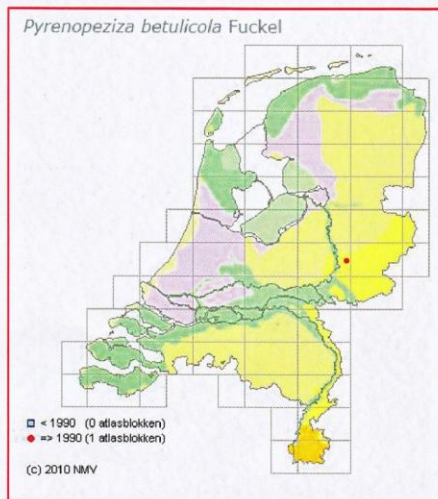 Pyrenopeziza betulicola Fuckel
< 1990 (0 atlasblokken)
=> 1990 (1 atlasblokken)
(c) 2010 NMV